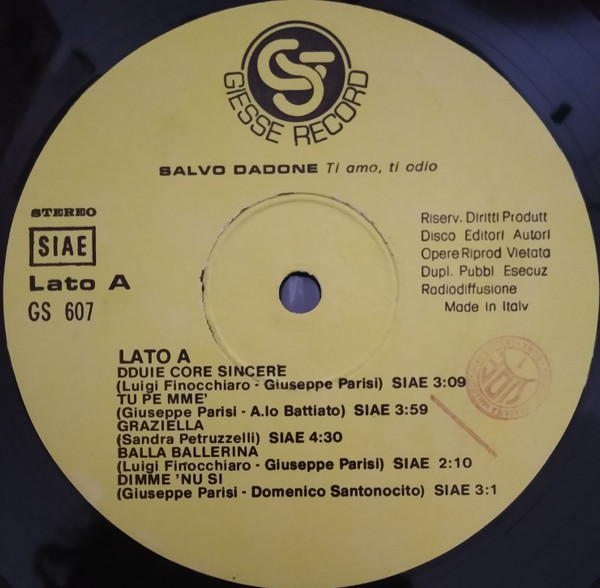 GS
GIESSE RECORD
SALVO DADONE Ti amo, ti odio
STEREO
SIAE
Lato A
GS 607
Riserv. Diritti Produtt
Disco Editori Autori
Opere Riprod Vietata
Dupl. Pubbl Esecuz
Radiodiffusione
Made in Italy
LATO A
DDUIE CORE SINCERE
(Luigi Finocchiaro - Giuseppe Parisi) SIAE 3:09
TU PE MME'
(Giuseppe Parisi - A.lo Battiato) SIAE 3:59
GRAZIELLA
(Sandra Petruzzelli) SIAE 4:30
BALLA BALLERINA
(Luigi Finocchiaro - Giuseppe Parisi) SIAE 2:10
DIMME 'NU SI
(Giuseppe Parisi - Domenico Santonocito) SIAE 3:1